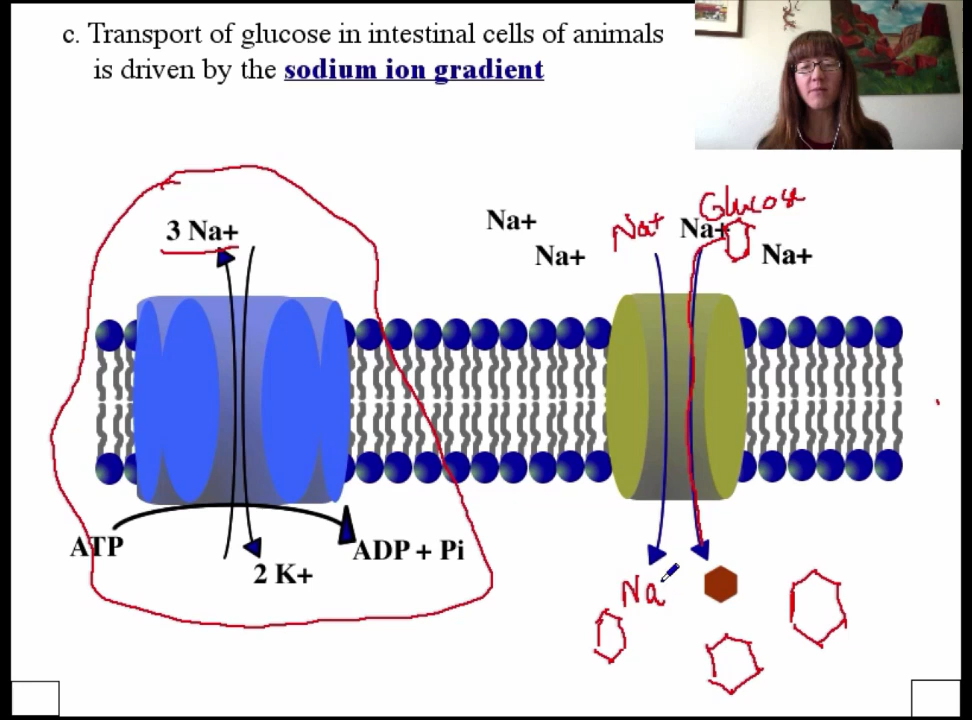 c. Transport of glucose in intestinal cells of animals
is driven by the sodium ion gradient
Glucose
3 Na+
Na+
Na+
Na+
Na+
Na+
ATP
ADP + Pi
2 K+
Na